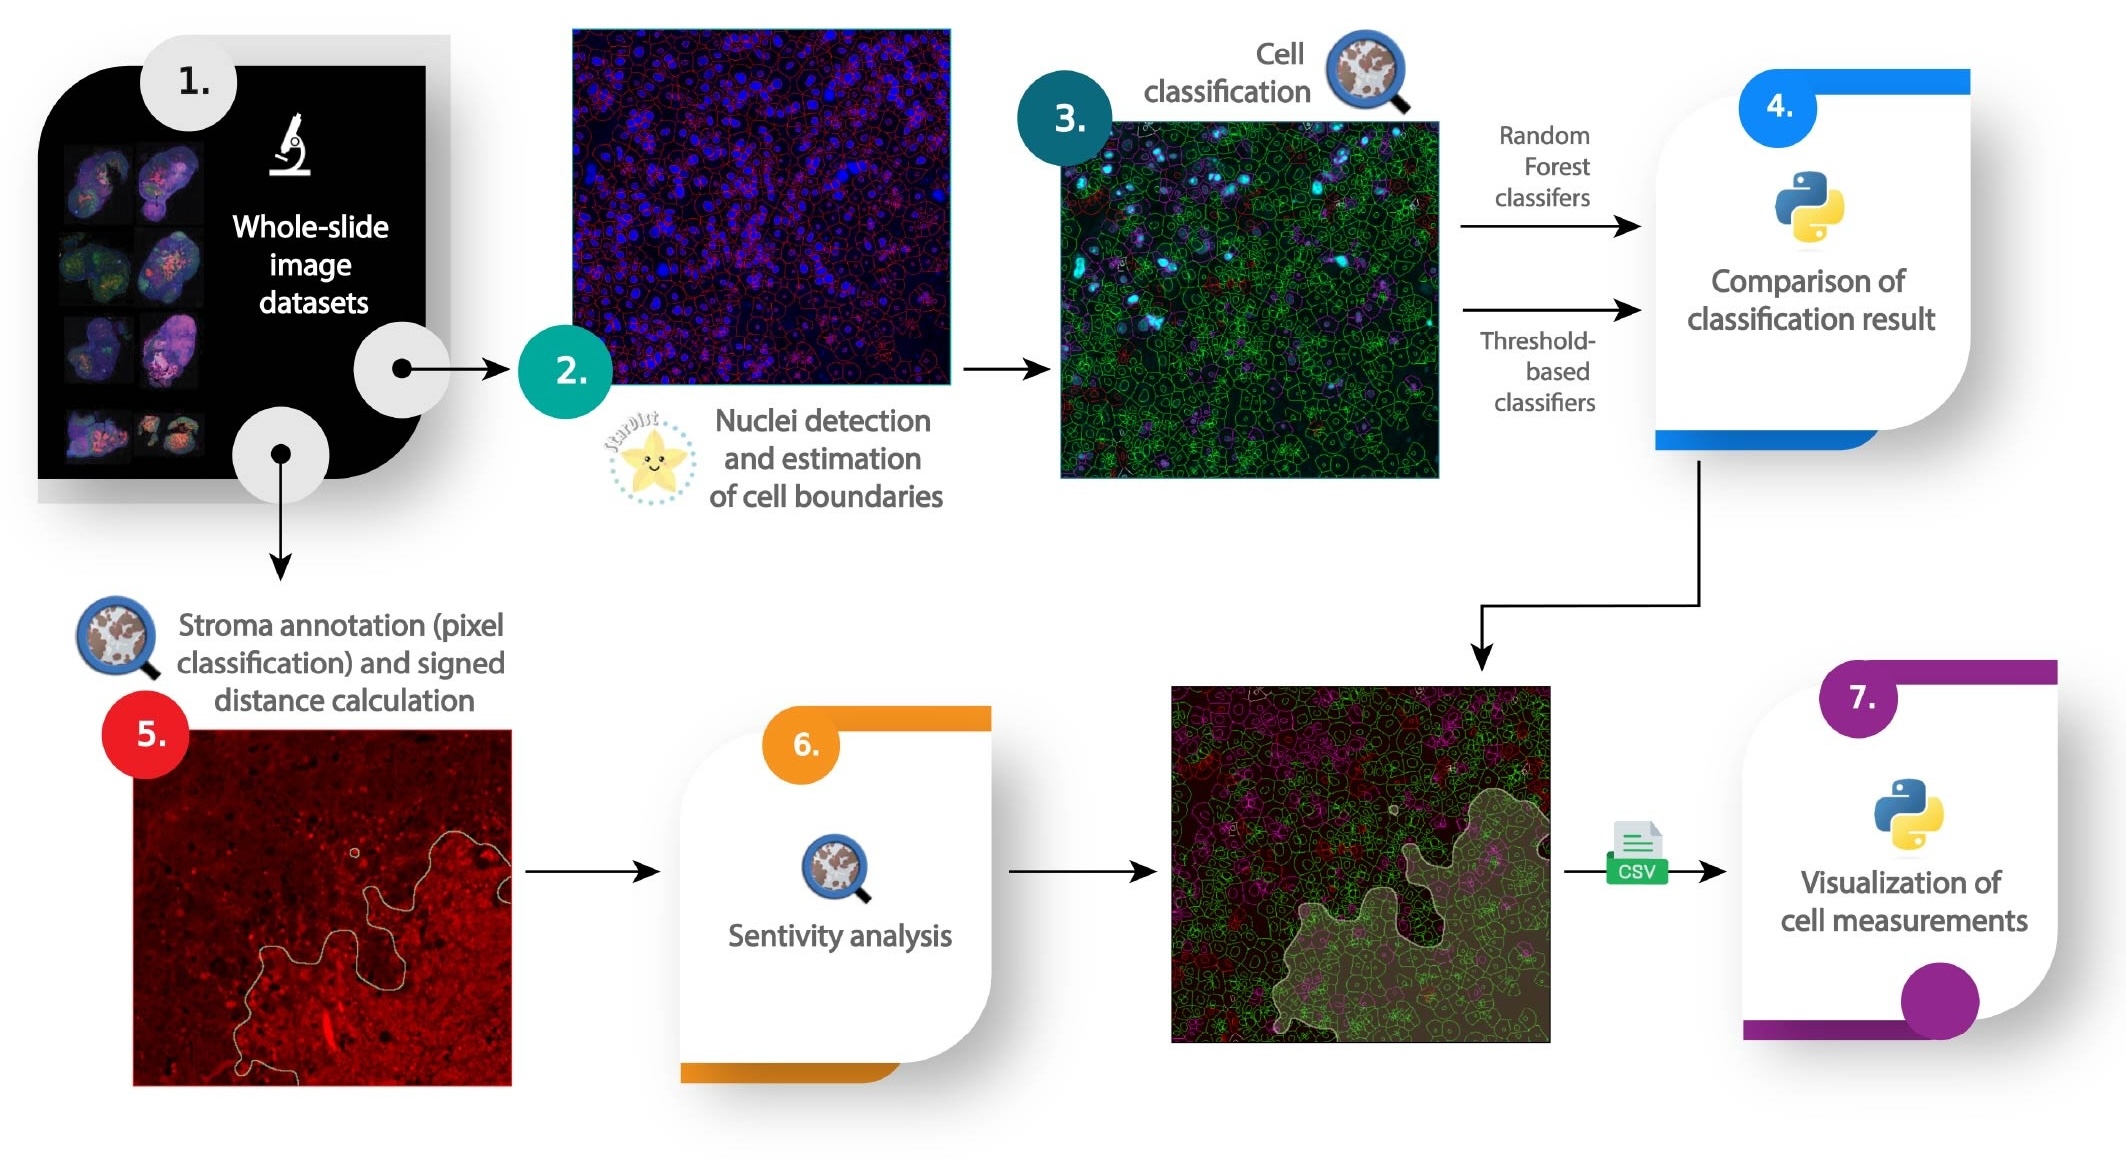 1.
Whole-slide
image
datasets
2.
StarDist
Nuclei detection
and estimation
of cell boundaries
3.
Cell
classification
Random
Forest
classifers
Threshold-
based
classifiers
4.
Comparison of
classification result
Stroma annotation (pixel
classification) and signed
distance calculation
5.
6.
Sentivity analysis
CSV
7.
Visualization of
cell measurements